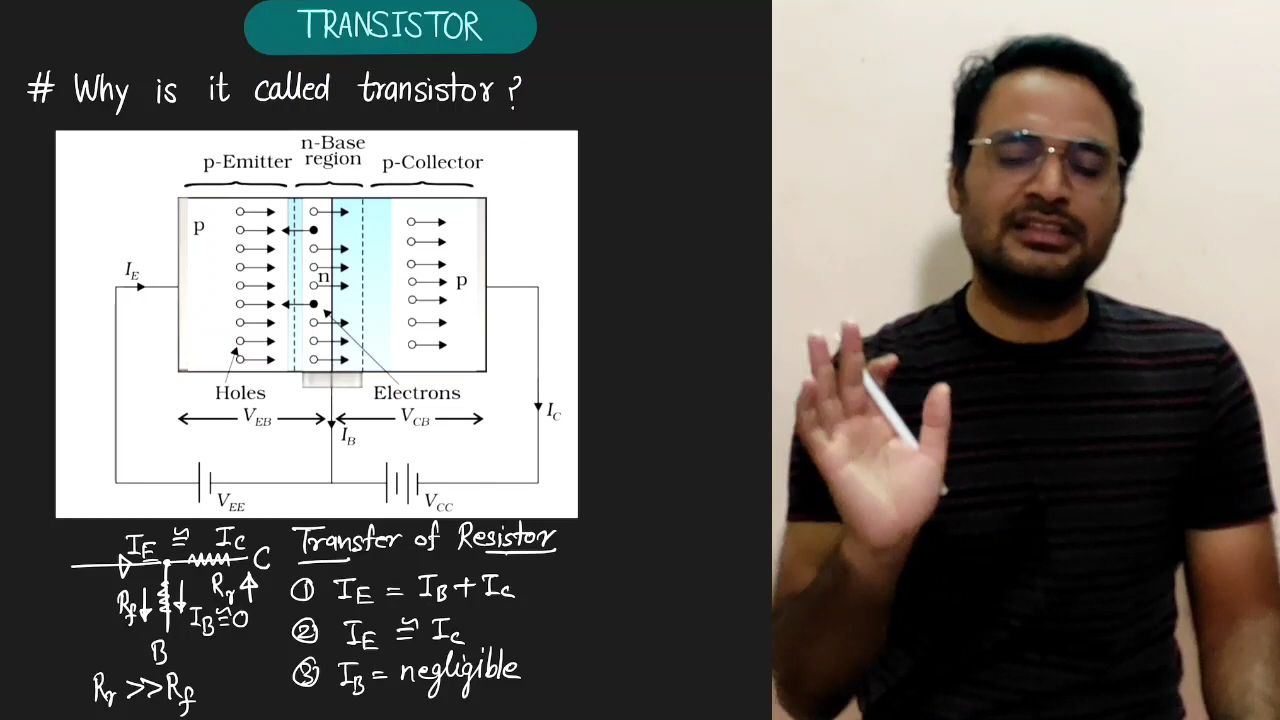 TRANSISTOR
# Why is it called transistor?
n-Base
p-Emitter region p-Collector
p
I_E
n
p
Holes
Electrons
V_EB
V_CB
I_C
I_B
V_EE
V_CC
I_E ≅ I_C C
R_r ↑
R_f ↓
↓ I_B ≅ 0
B
R_r >> R_f
Transfer of Resistor
① I_E = I_B + I_C
② I_E ≅ I_C
③ I_B = negligible